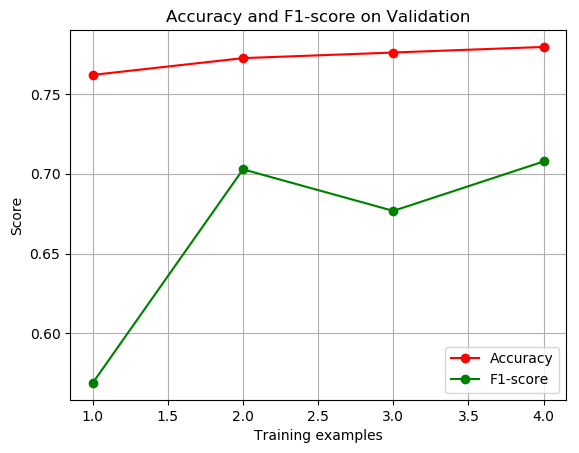 Accuracy and F1-score on Validation
Score
0.75
0.70
0.65
0.60
1.0 1.5 2.0 2.5 3.0 3.5 4.0
Training examples
Accuracy
F1-score